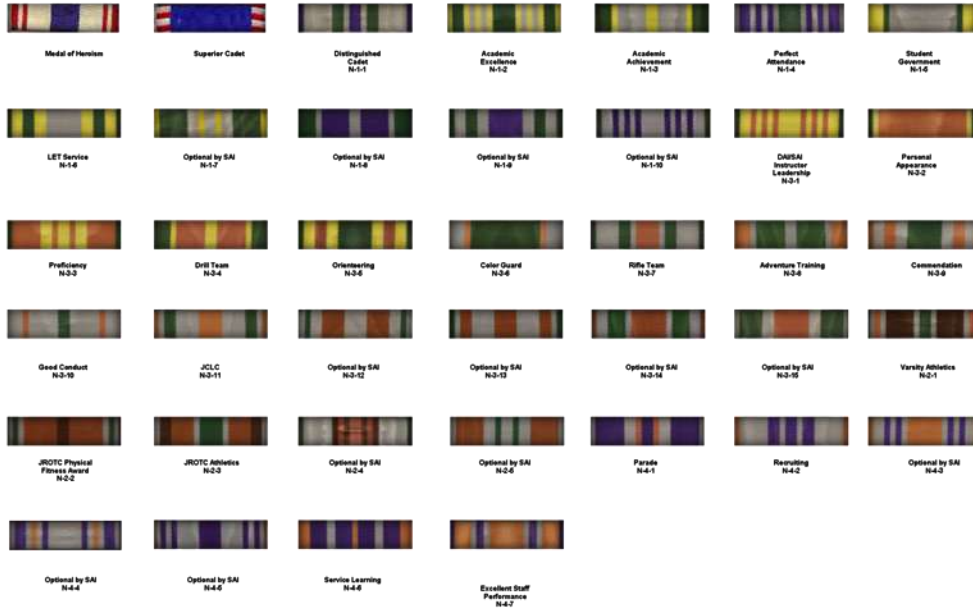 Medal of Heroism
Superior Cadet
Distinguished
Cadet
N-1-1
Academic
Excellence
N-1-2
Academic
Achievement
N-1-3
Perfect
Attendance
N-1-4
Student
Government
N-1-5
LET Service
N-1-6
Optional by SAI
N-1-7
Optional by SAI
N-1-8
Optional by SAI
N-1-9
Optional by SAI
N-1-10
DAI/SAI
Instructor
Leadership
N-3-1
Personal
Appearance
N-3-2
Proficiency
N-3-3
Drill Team
N-3-4
Orienteering
N-3-5
Color Guard
N-3-6
Rifle Team
N-3-7
Adventure Training
N-3-8
Commendation
N-3-9
Good Conduct
N-3-10
JCLC
N-3-11
Optional by SAI
N-3-12
Optional by SAI
N-3-13
Optional by SAI
N-3-14
Optional by SAI
N-3-15
Varsity Athletics
N-2-1
JROTC Physical
Fitness Award
N-2-2
JROTC Athletics
N-2-3
Optional by SAI
N-2-4
Optional by SAI
N-2-5
Parade
N-4-1
Recruiting
N-4-2
Optional by SAI
N-4-3
Optional by SAI
N-4-4
Optional by SAI
N-4-5
Service Learning
N-4-6
Excellent Staff
Performance
N-4-7